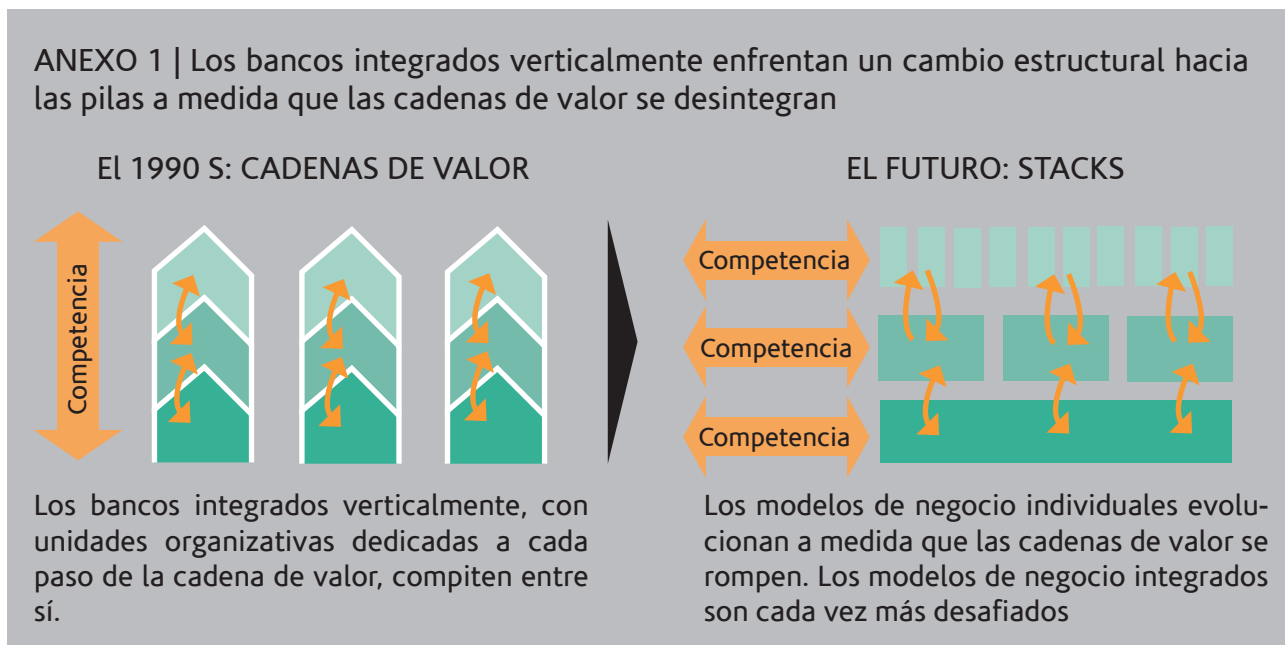 ANEXO 1 | Los bancos integrados verticalmente enfrentan un cambio estructural hacia
las pilas a medida que las cadenas de valor se desintegran
El 1990 S: CADENAS DE VALOR
Competencia
Los bancos integrados verticalmente, con
unidades organizativas dedicadas a cada
paso de la cadena de valor, compiten entre
sí.
EL FUTURO: STACKS
Competencia
Competencia
Competencia
Los modelos de negocio individuales evolu-
cionan a medida que las cadenas de valor se
rompen. Los modelos de negocio integrados
son cada vez más desafiados